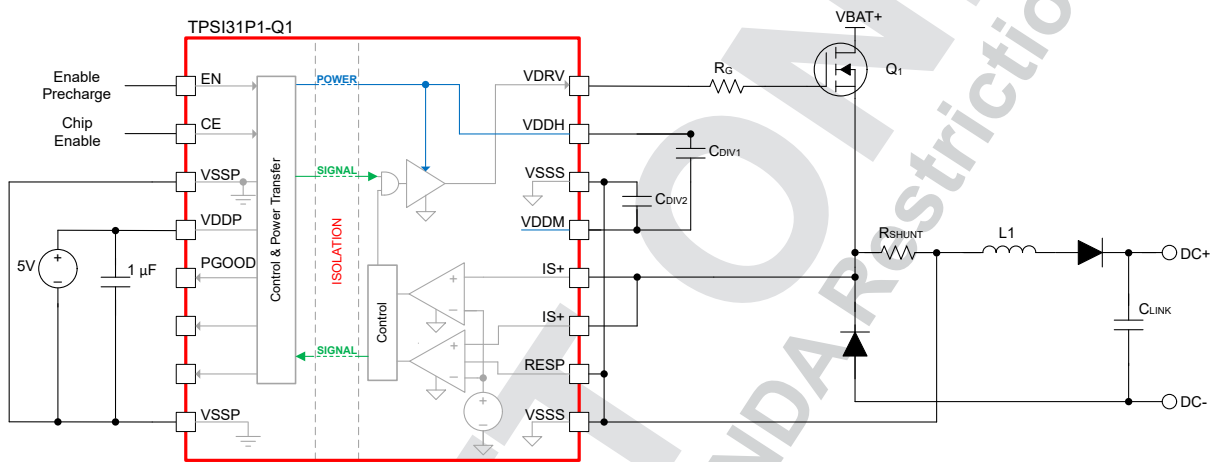 TPSI31P1-Q1
VBAT+
Enable
Precharge
EN
POWER
VDRV
RG
Q1
Chip
Enable
CE
VDDH
CDIV1
VSSP
SIGNAL
VSSS
CDIV2
VDDP
VDDM
5V
+
−
1 µF
PGOOD
Control & Power Transfer
ISOLATION
IS+
RSHUNT
L1
DC+
Control
+
−
IS+
CLINK
SIGNAL
+
+
−
RESP
+
−
VSSP
VSSS
DC-
NDA Restrictio